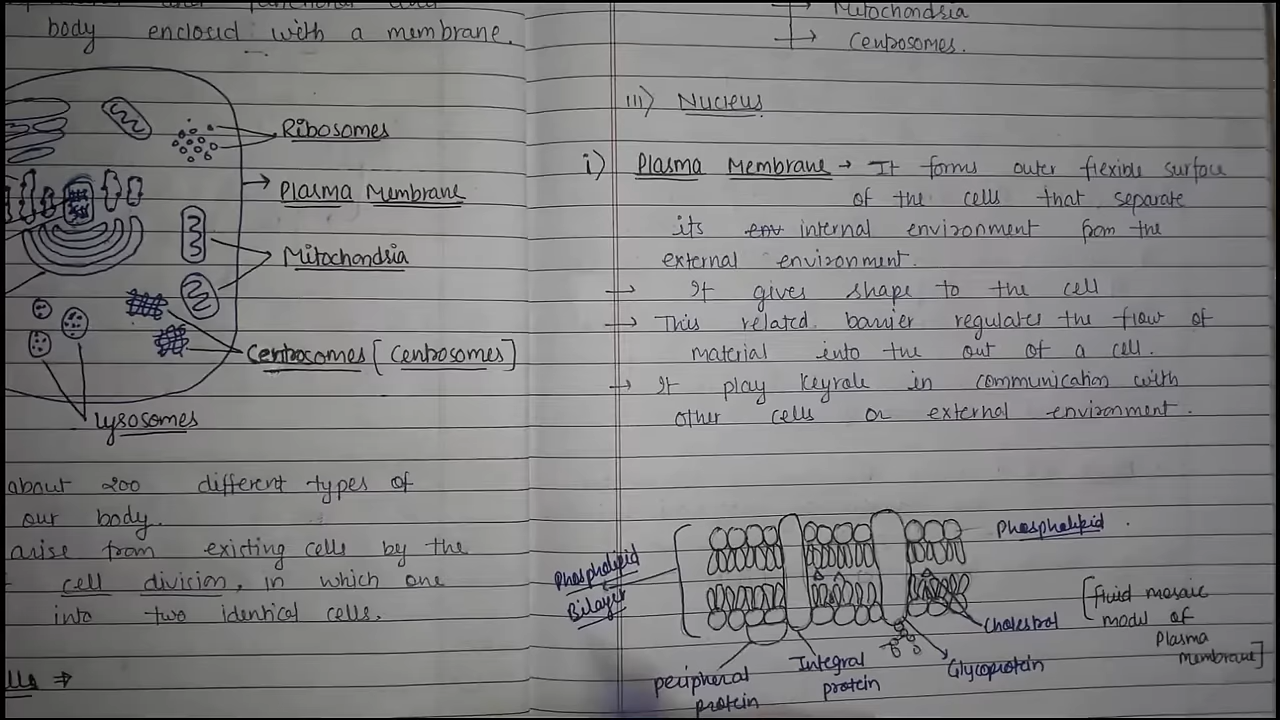 body enclosed with a membrane.
Ribosomes
Plasma Membrane
Mitochondria
Centrocomes [Centrosomes]
Lysosomes
about 200 different types of
our body.
arise from existing cells by the
cell division, in which one
into two identical cells.
⇒
→ Mitochondria
→ Centrosomes.
III) Nucleus
i) Plasma Membrane → It forms outer flexible surface
of the cells that separate
its env internal environment from the
external environment.
→ It gives shape to the cell
→ This related barrier regulates the flow of
material into the out of a cell.
→ It play keyrole in communication with
other cells or external environment.
Phospholipid.
Phospholipid
Bilayer
Cholestrol
[fluid mosaic
model of
Plasma
membrane]
Glycoprotein
Integral
protein
peripheral
protein